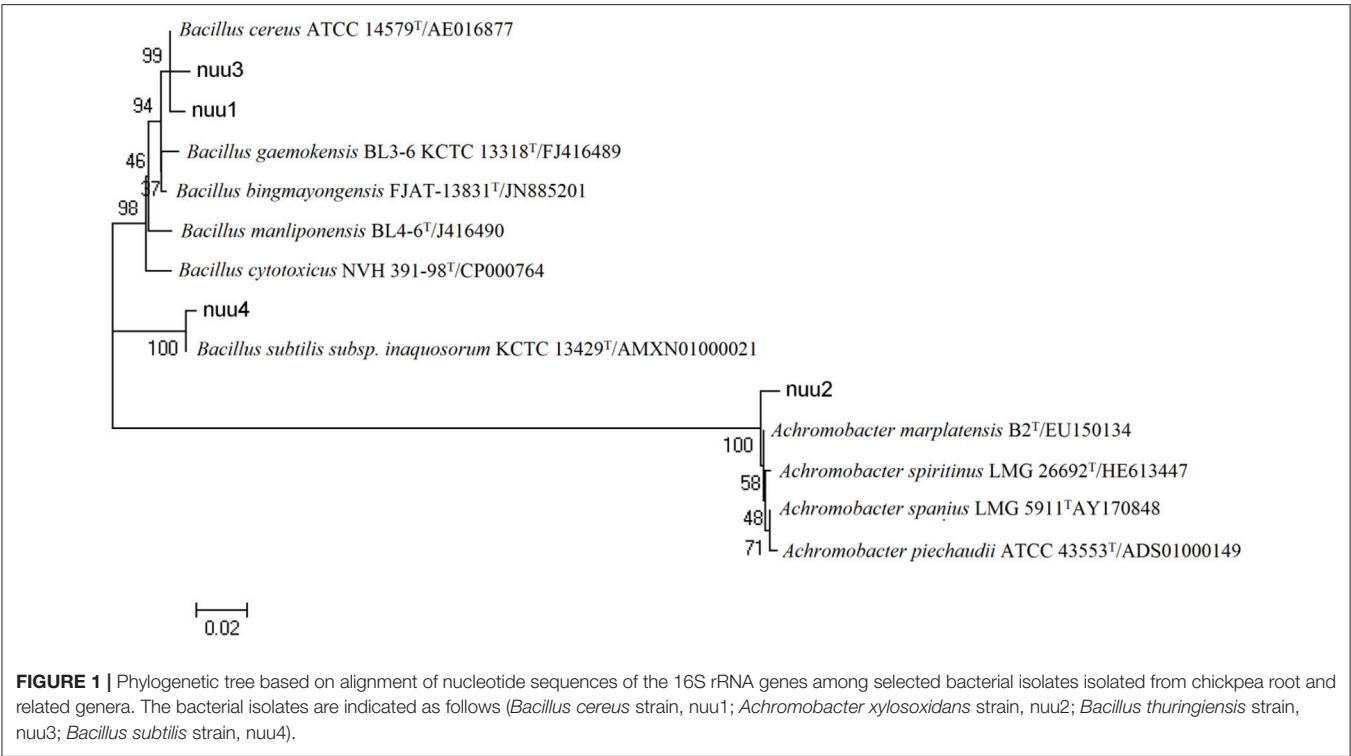 Bacillus cereus ATCC 14579ᵀ/AE016877
99
nuu3
94
nuu1
Bacillus gaemokensis BL3-6 KCTC 13318ᵀ/FJ416489
46
37
Bacillus bingmayongensis FJAT-13831ᵀ/JN885201
98
Bacillus manliponensis BL4-6ᵀ/J416490
Bacillus cytotoxicus NVH 391-98ᵀ/CP000764
nuu4
100
Bacillus subtilis subsp. inaquosorum KCTC 13429ᵀ/AMXN01000021
nuu2
Achromobacter marplatensis B2ᵀ/EU150134
100
Achromobacter spiritinus LMG 26692ᵀ/HE613447
58
Achromobacter spanius LMG 5911ᵀAY170848
48
71
Achromobacter piechaudii ATCC 43553ᵀ/ADS01000149
0.02
FIGURE 1 | Phylogenetic tree based on alignment of nucleotide sequences of the 16S rRNA genes among selected bacterial isolates isolated from chickpea root and
related genera. The bacterial isolates are indicated as follows (Bacillus cereus strain, nuu1; Achromobacter xylosoxidans strain, nuu2; Bacillus thuringiensis strain,
nuu3; Bacillus subtilis strain, nuu4).